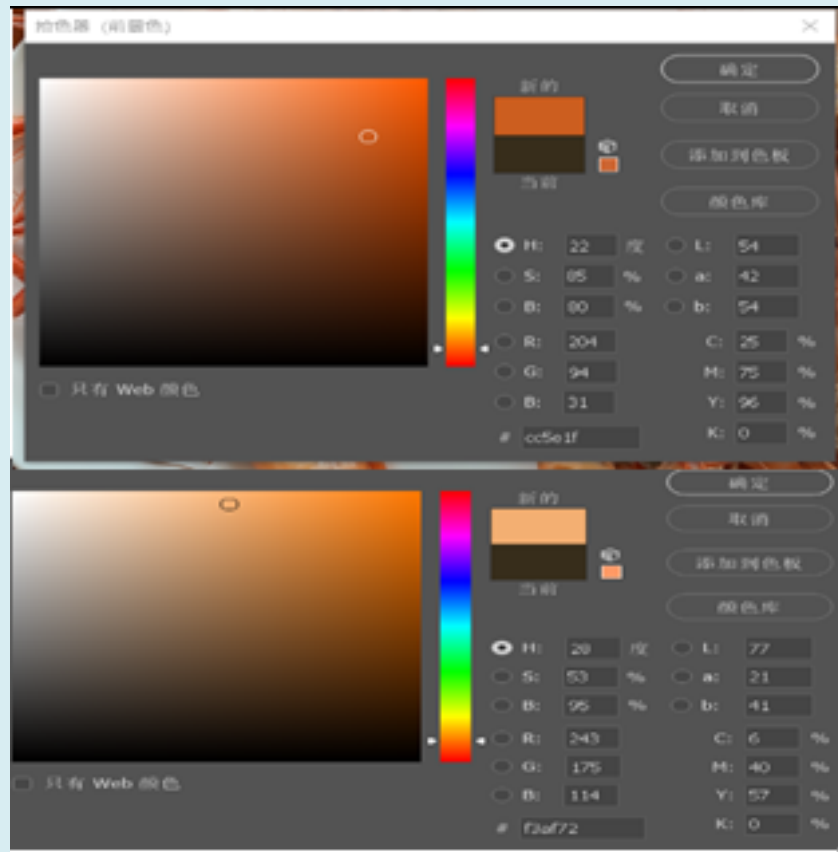 拾色器 (前景色)
确定
新的
取消
添加到色板
当前
颜色库
H: 22 度 L: 54
S: 85 % a: 42
B: 80 % b: 54
R: 204 C: 25 %
G: 94 M: 75 %
B: 31 Y: 96 %
K: 0 %
只有 Web 颜色
# cc5e1f
确定
新的
取消
添加到色板
当前
颜色库
H: 28 度 L: 77
S: 53 % a: 21
B: 95 % b: 41
R: 243 C: 6 %
G: 175 M: 40 %
B: 114 Y: 57 %
K: 0 %
只有 Web 颜色
# f3af72